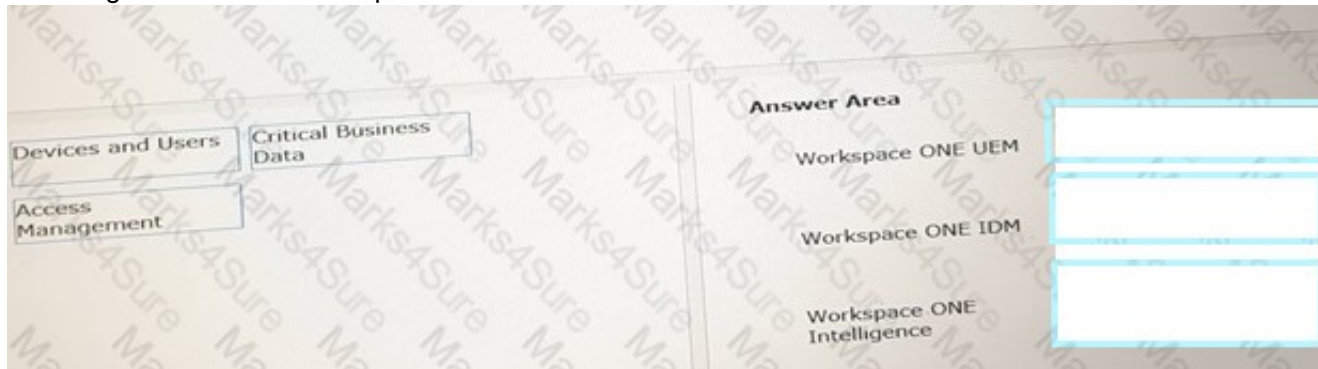 Answer Area
Devices and Users
Critical Business
Data
Access
Management
Workspace ONE UEM
Workspace ONE IDM
Workspace ONE
Intelligence
Marks4Sure